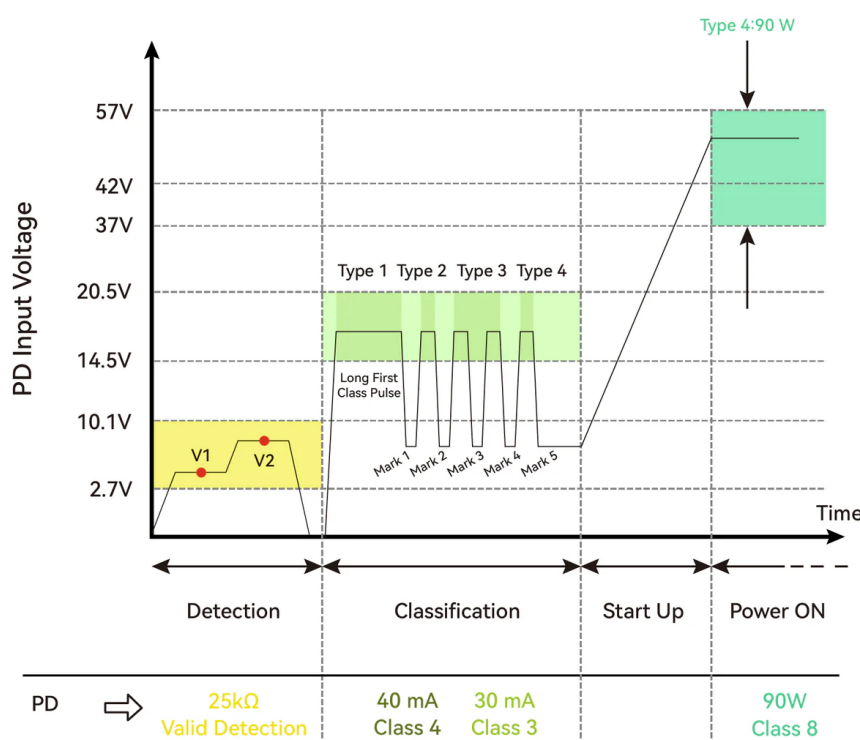 Type 4:90 W
57V
42V
37V
20.5V
14.5V
10.1V
2.7V
PD Input Voltage
Type 1 Type 2 Type 3 Type 4
Long First
Class Pulse
Mark 1 Mark 2 Mark 3 Mark 4 Mark 5
V1
V2
Time
Detection Classification Start Up Power ON
PD 25kΩ 40 mA 30 mA 90W
Valid Detection Class 4 Class 3 Class 8